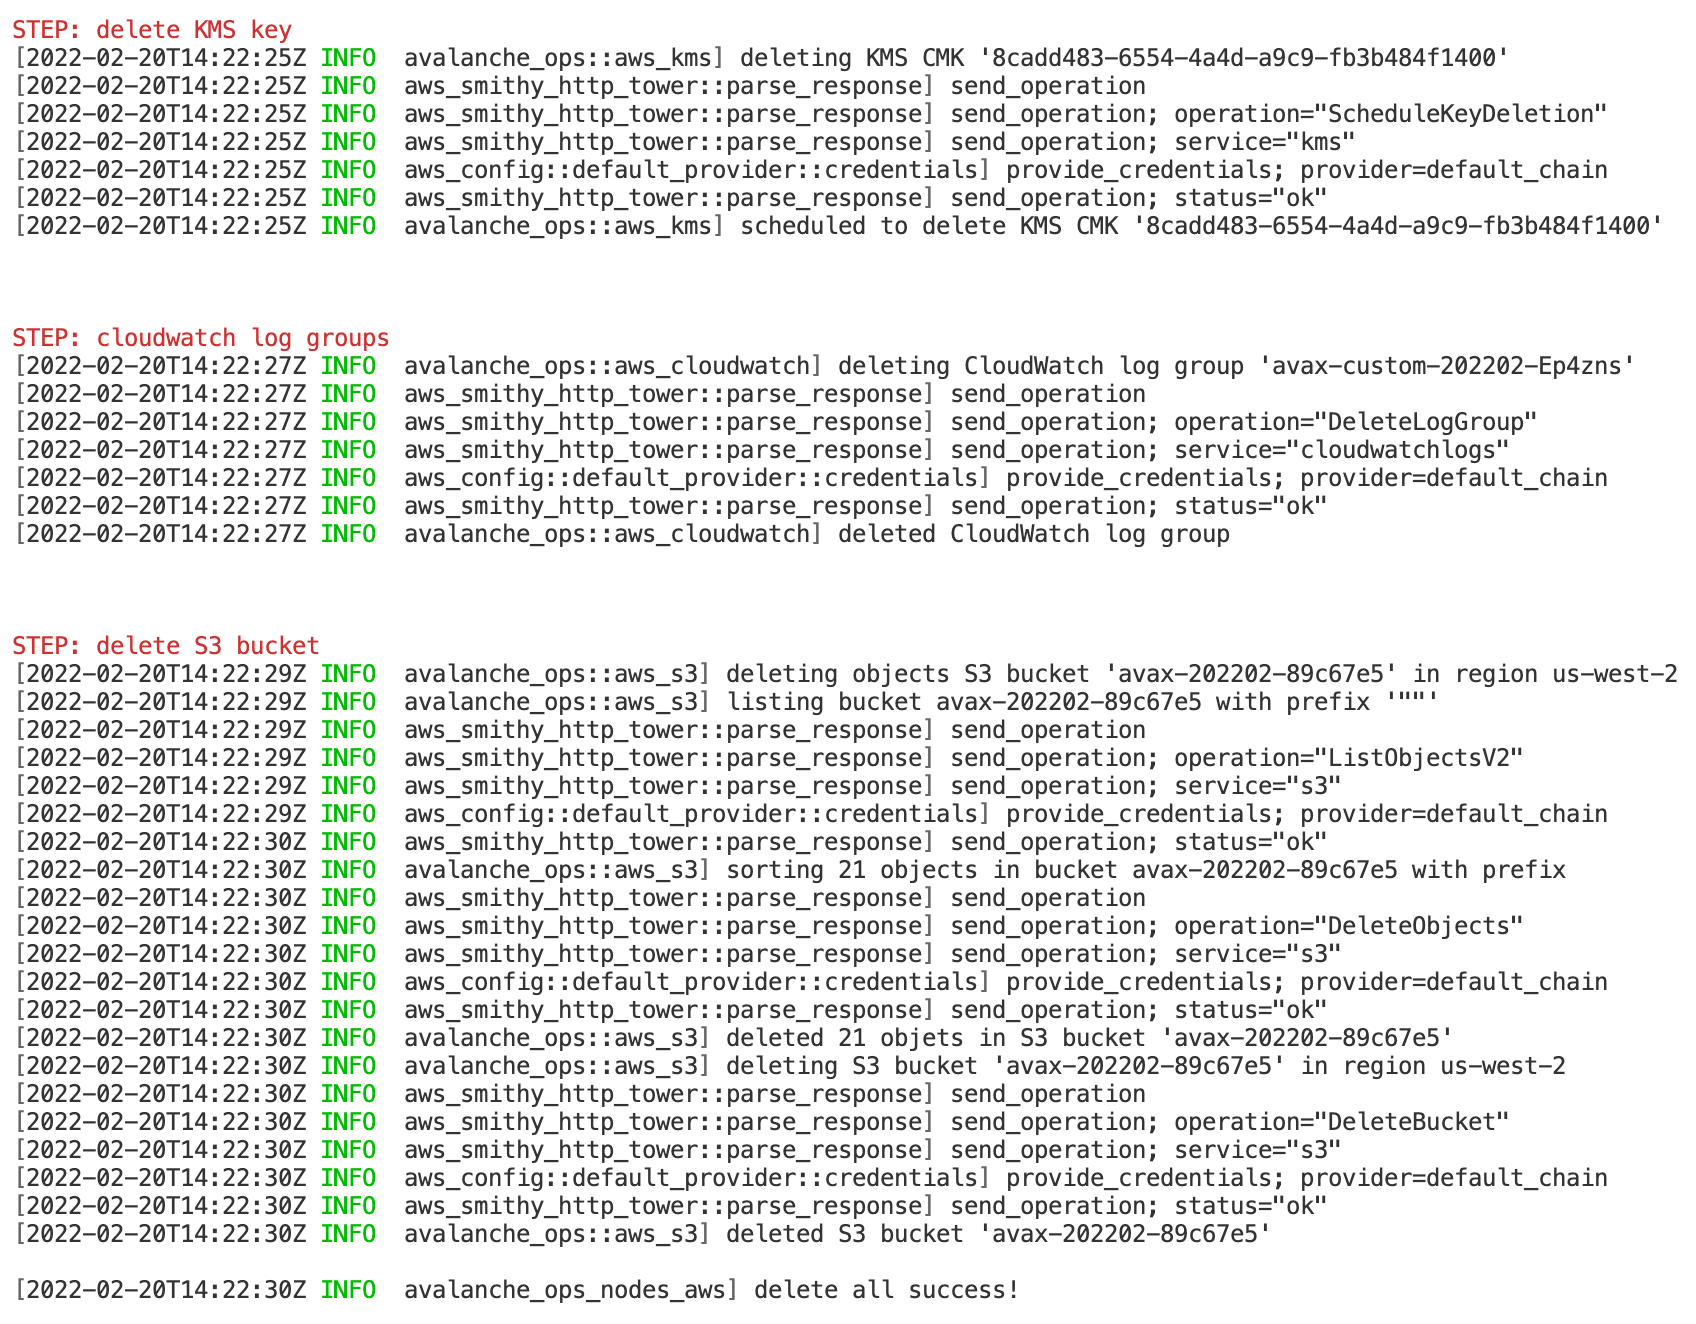 STEP: delete KMS key
[2022-02-20T14:22:25Z INFO  avalanche_ops::aws_kms] deleting KMS CMK '8cadd483-6554-4a4d-a9c9-fb3b484f1400'
[2022-02-20T14:22:25Z INFO  aws_smithy_http_tower::parse_response] send_operation
[2022-02-20T14:22:25Z INFO  aws_smithy_http_tower::parse_response] send_operation; operation="ScheduleKeyDeletion"
[2022-02-20T14:22:25Z INFO  aws_smithy_http_tower::parse_response] send_operation; service="kms"
[2022-02-20T14:22:25Z INFO  aws_config::default_provider::credentials] provide_credentials; provider=default_chain
[2022-02-20T14:22:25Z INFO  aws_smithy_http_tower::parse_response] send_operation; status="ok"
[2022-02-20T14:22:25Z INFO  avalanche_ops::aws_kms] scheduled to delete KMS CMK '8cadd483-6554-4a4d-a9c9-fb3b484f1400'
STEP: cloudwatch log groups
[2022-02-20T14:22:27Z INFO  avalanche_ops::aws_cloudwatch] deleting CloudWatch log group 'avax-custom-202202-Ep4zns'
[2022-02-20T14:22:27Z INFO  aws_smithy_http_tower::parse_response] send_operation
[2022-02-20T14:22:27Z INFO  aws_smithy_http_tower::parse_response] send_operation; operation="DeleteLogGroup"
[2022-02-20T14:22:27Z INFO  aws_smithy_http_tower::parse_response] send_operation; service="cloudwatchlogs"
[2022-02-20T14:22:27Z INFO  aws_config::default_provider::credentials] provide_credentials; provider=default_chain
[2022-02-20T14:22:27Z INFO  aws_smithy_http_tower::parse_response] send_operation; status="ok"
[2022-02-20T14:22:27Z INFO  avalanche_ops::aws_cloudwatch] deleted CloudWatch log group
STEP: delete S3 bucket
[2022-02-20T14:22:29Z INFO  avalanche_ops::aws_s3] deleting objects S3 bucket 'avax-202202-89c67e5' in region us-west-2
[2022-02-20T14:22:29Z INFO  avalanche_ops::aws_s3] listing bucket avax-202202-89c67e5 with prefix '""'
[2022-02-20T14:22:29Z INFO  aws_smithy_http_tower::parse_response] send_operation
[2022-02-20T14:22:29Z INFO  aws_smithy_http_tower::parse_response] send_operation; operation="ListObjectsV2"
[2022-02-20T14:22:29Z INFO  aws_smithy_http_tower::parse_response] send_operation; service="s3"
[2022-02-20T14:22:29Z INFO  aws_config::default_provider::credentials] provide_credentials; provider=default_chain
[2022-02-20T14:22:30Z INFO  aws_smithy_http_tower::parse_response] send_operation; status="ok"
[2022-02-20T14:22:30Z INFO  avalanche_ops::aws_s3] sorting 21 objects in bucket avax-202202-89c67e5 with prefix
[2022-02-20T14:22:30Z INFO  aws_smithy_http_tower::parse_response] send_operation
[2022-02-20T14:22:30Z INFO  aws_smithy_http_tower::parse_response] send_operation; operation="DeleteObjects"
[2022-02-20T14:22:30Z INFO  aws_smithy_http_tower::parse_response] send_operation; service="s3"
[2022-02-20T14:22:30Z INFO  aws_config::default_provider::credentials] provide_credentials; provider=default_chain
[2022-02-20T14:22:30Z INFO  aws_smithy_http_tower::parse_response] send_operation; status="ok"
[2022-02-20T14:22:30Z INFO  avalanche_ops::aws_s3] deleted 21 objets in S3 bucket 'avax-202202-89c67e5'
[2022-02-20T14:22:30Z INFO  avalanche_ops::aws_s3] deleting S3 bucket 'avax-202202-89c67e5' in region us-west-2
[2022-02-20T14:22:30Z INFO  aws_smithy_http_tower::parse_response] send_operation
[2022-02-20T14:22:30Z INFO  aws_smithy_http_tower::parse_response] send_operation; operation="DeleteBucket"
[2022-02-20T14:22:30Z INFO  aws_smithy_http_tower::parse_response] send_operation; service="s3"
[2022-02-20T14:22:30Z INFO  aws_config::default_provider::credentials] provide_credentials; provider=default_chain
[2022-02-20T14:22:30Z INFO  aws_smithy_http_tower::parse_response] send_operation; status="ok"
[2022-02-20T14:22:30Z INFO  avalanche_ops::aws_s3] deleted S3 bucket 'avax-202202-89c67e5'
[2022-02-20T14:22:30Z INFO  avalanche_ops_nodes_aws] delete all success!